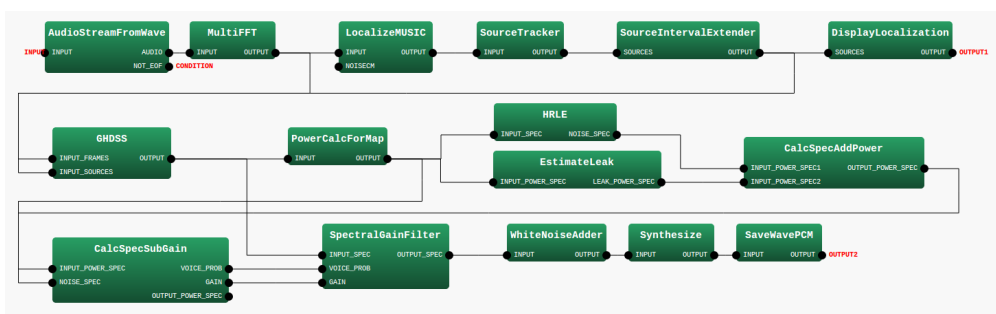 AudioStreamFromWave
INPUT INPUT AUDIO
NOT_EOF CONDITION
MultiFFT
INPUT OUTPUT
LocalizeMUSIC
INPUT OUTPUT
NOISECM
SourceTracker
INPUT OUTPUT
SourceIntervalExtender
SOURCES OUTPUT
DisplayLocalization
SOURCES OUTPUT OUTPUT1
GHDSS
INPUT_FRAMES OUTPUT
INPUT_SOURCES
PowerCalcForMap
INPUT OUTPUT
HRLE
INPUT_SPEC NOISE_SPEC
EstimateLeak
INPUT_POWER_SPEC LEAK_POWER_SPEC
CalcSpecAddPower
INPUT_POWER_SPEC1 OUTPUT_POWER_SPEC
INPUT_POWER_SPEC2
CalcSpecSubGain
INPUT_POWER_SPEC VOICE_PROB
NOISE_SPEC GAIN
OUTPUT_POWER_SPEC
SpectralGainFilter
INPUT_SPEC OUTPUT_SPEC
VOICE_PROB
GAIN
WhiteNoiseAdder
INPUT OUTPUT
Synthesize
INPUT OUTPUT
SaveWavePCM
INPUT OUTPUT OUTPUT2